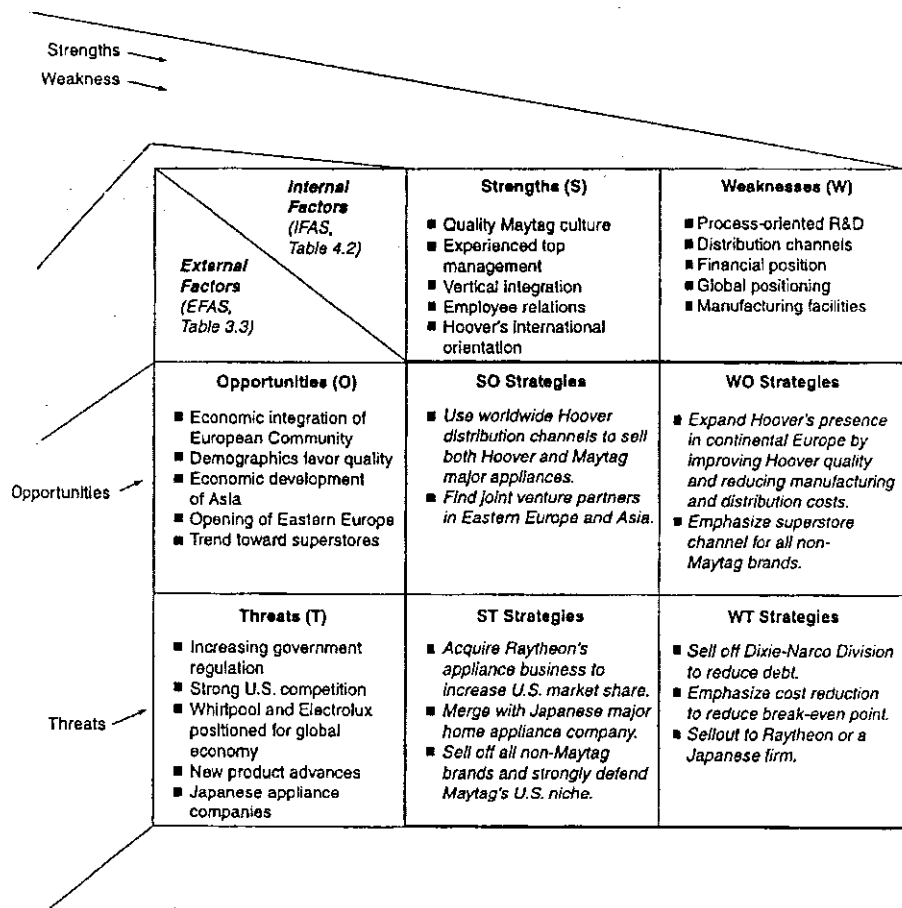 Strengths
Weakness
Internal
Factors
(IFAS,
Table 4.2)
External
Factors
(EFAS,
Table 3.3)
Strengths (S)
■ Quality Maytag culture
■ Experienced top
management
■ Vertical integration
■ Employee relations
■ Hoover's international
orientation
Weaknesses (W)
■ Process-oriented R&D
■ Distribution channels
■ Financial position
■ Global positioning
■ Manufacturing facilities
Opportunities
Opportunities (O)
■ Economic integration of
European Community
■ Demographics favor quality
■ Economic development
of Asia
■ Opening of Eastern Europe
■ Trend toward superstores
SO Strategies
■ Use worldwide Hoover
distribution channels to sell
both Hoover and Maytag
major appliances.
■ Find joint venture partners
in Eastern Europe and Asia.
WO Strategies
■ Expand Hoover's presence
in continental Europe by
improving Hoover quality
and reducing manufacturing
and distribution costs.
■ Emphasize superstore
channel for all non-
Maytag brands.
Threats
Threats (T)
■ Increasing government
regulation
■ Strong U.S. competition
■ Whirlpool and Electrolux
positioned for global
economy
■ New product advances
■ Japanese appliance
companies
ST Strategies
■ Acquire Raytheon's
appliance business to
increase U.S. market share.
■ Merge with Japanese major
home appliance company.
■ Sell off all non-Maytag
brands and strongly defend
Maytag's U.S. niche.
WT Strategies
■ Sell off Dixie-Narco Division
to reduce debt.
■ Emphasize cost reduction
to reduce break-even point.
■ Sellout to Raytheon or a
Japanese firm.